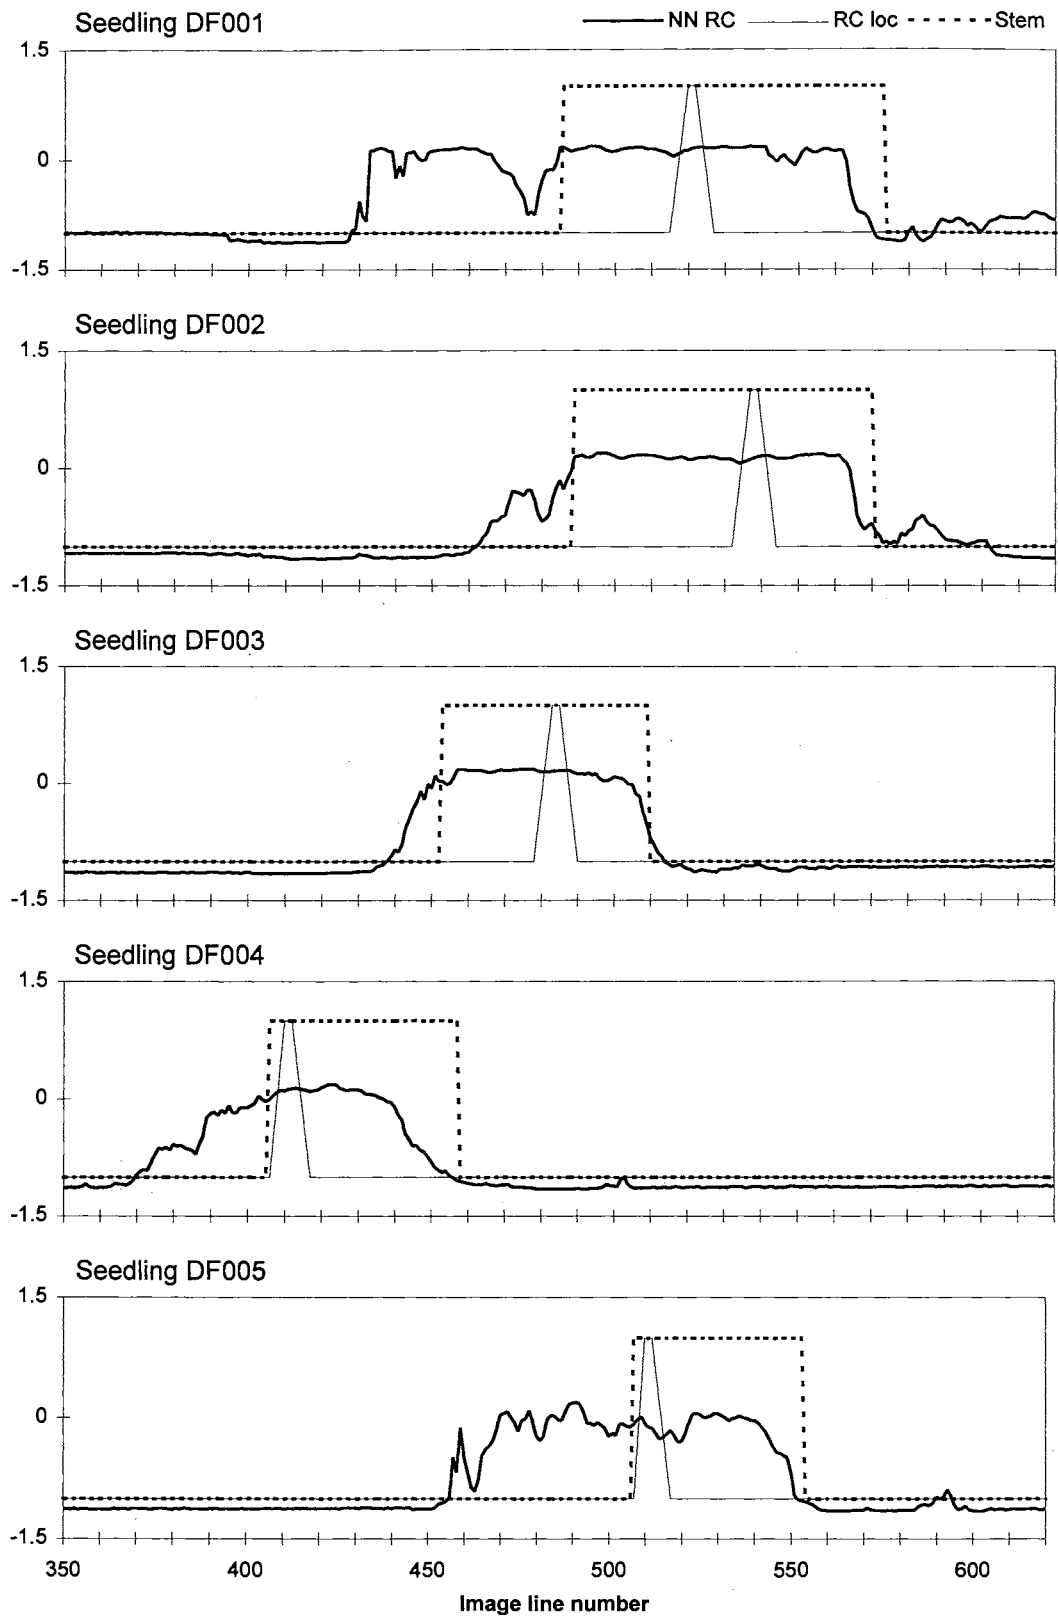 Seedling DF001
NN RC RC loc Stem
1.5
0
-1.5
Seedling DF002
1.5
0
-1.5
Seedling DF003
1.5
0
-1.5
Seedling DF004
1.5
0
-1.5
Seedling DF005
1.5
0
-1.5
350 400 450 500 550 600
Image line number